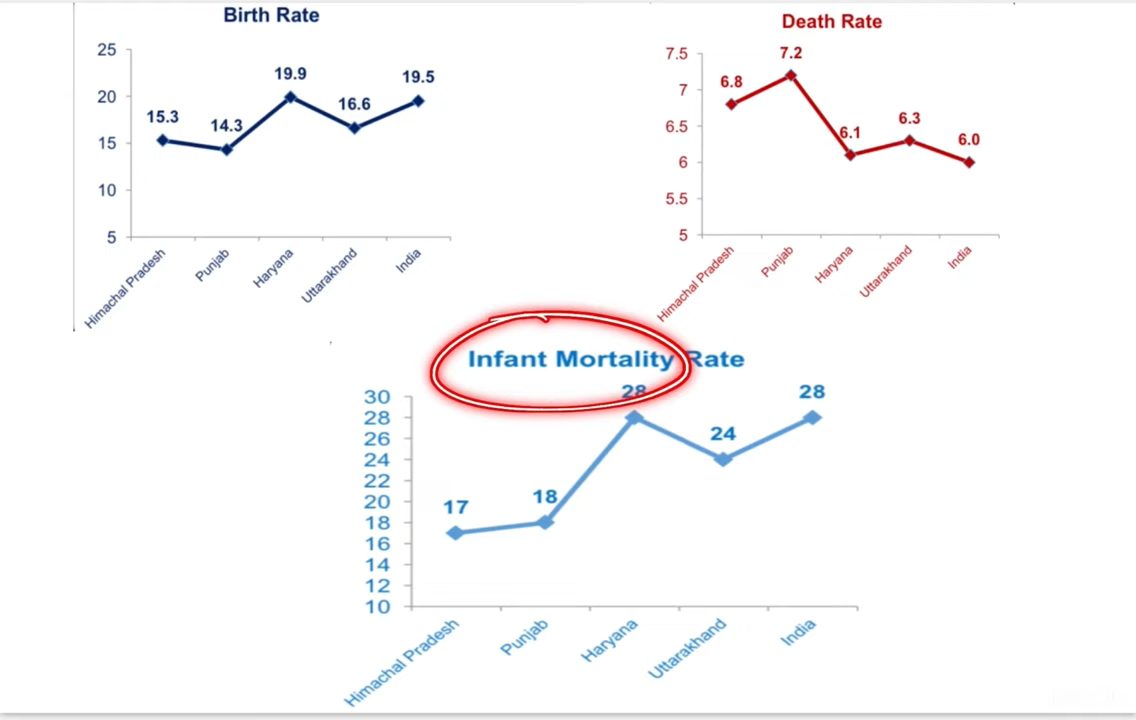 Birth Rate
25
20
15
10
5
15.3
14.3
19.9
16.6
19.5
Himachal Pradesh
Punjab
Haryana
Uttarakhand
India
Death Rate
7.5
7
6.5
6
5.5
5
6.8
7.2
6.1
6.3
6.0
Himachal Pradesh
Punjab
Haryana
Uttarakhand
India
Infant Mortality Rate
30
28
26
24
22
20
18
16
14
12
10
17
18
28
24
28
Himachal Pradesh
Punjab
Haryana
Uttarakhand
India